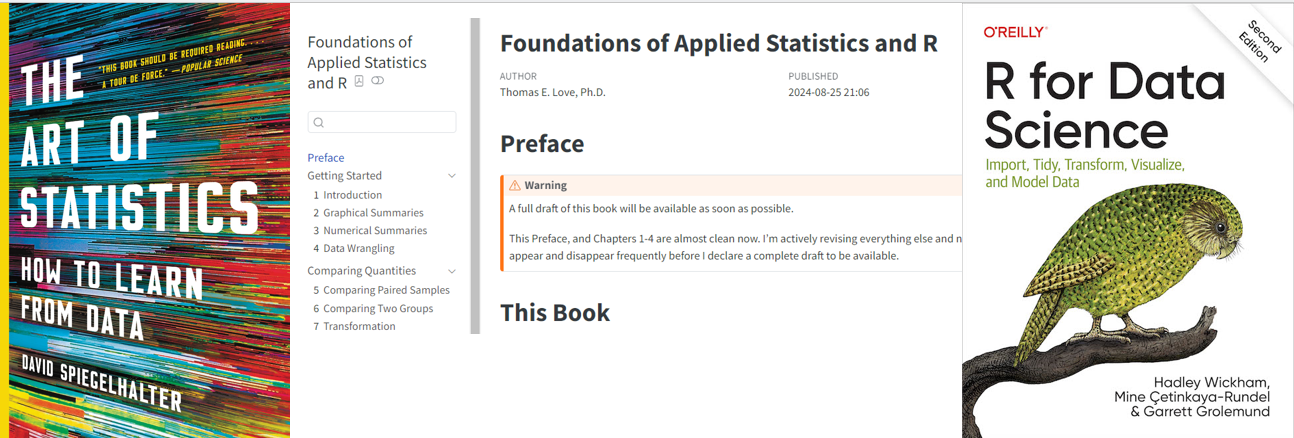 "THIS BOOK SHOULD BE REQUIRED READING....
A TOUR DE FORCE." —POPULAR SCIENCE
THE
ART OF
STATISTICS
HOW TO LEARN
FROM DATA
DAVID SPIEGELHALTER
Foundations of
Applied Statistics
and R
Preface
Getting Started
1 Introduction
2 Graphical Summaries
3 Numerical Summaries
4 Data Wrangling
Comparing Quantities
5 Comparing Paired Samples
6 Comparing Two Groups
7 Transformation
Foundations of Applied Statistics and R
AUTHOR
Thomas E. Love, Ph.D.
PUBLISHED
2024-08-25 21:06
Preface
Warning
A full draft of this book will be available as soon as possible.
This Preface, and Chapters 1-4 are almost clean now. I'm actively revising everything else and n
appear and disappear frequently before I declare a complete draft to be available.
This Book
O'REILLY®
Second
Edition
R for Data
Science
Import, Tidy, Transform, Visualize,
and Model Data
Hadley Wickham,
Mine Çetinkaya-Rundel
& Garrett Grolemund